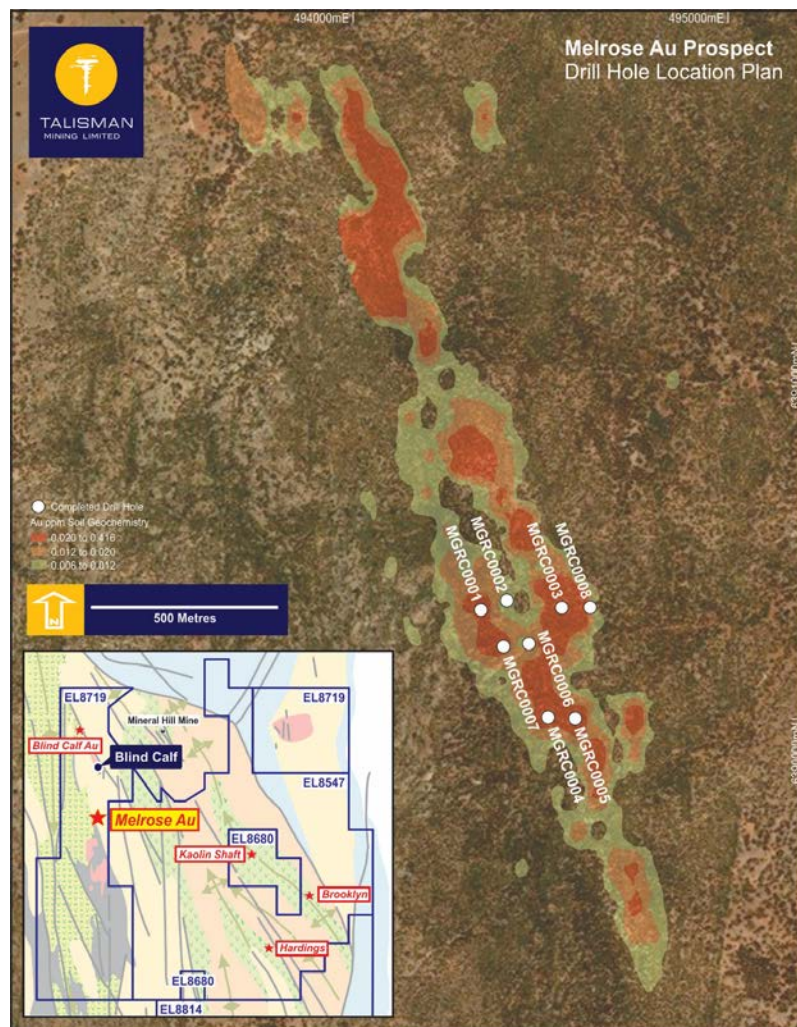 494000mE
495000mE
Melrose Au Prospect
Drill Hole Location Plan
TALISMAN
MINING LIMITED
6391000mN
Completed Drill Hole
Au ppm Soil Geochemistry
0.020 to 0.416
0.012 to 0.020
0.006 to 0.012
MGRC0001
MGRC0002
MGRC0003
MGRC0008
N
500 Metres
MGRC0007
MGRC0006
MGRC0004
MGRC0005
EL8719
EL8719
Mineral Hill Mine
Blind Calf Au
Blind Calf
EL8547
Melrose Au
EL8680
Kaolin Shaft
Brooklyn
Hardings
EL8680
EL8814